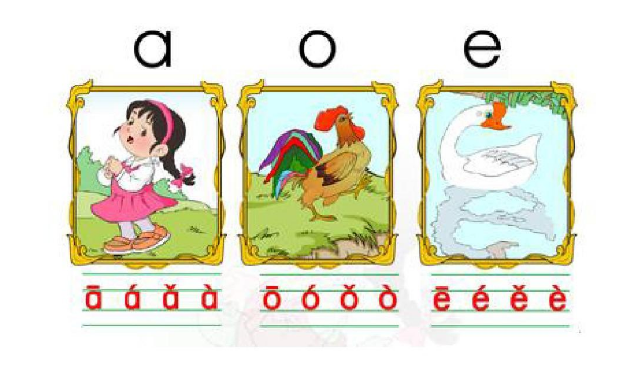 a o e
ā á ǎ à ō ó ǒ ò ē é ě è